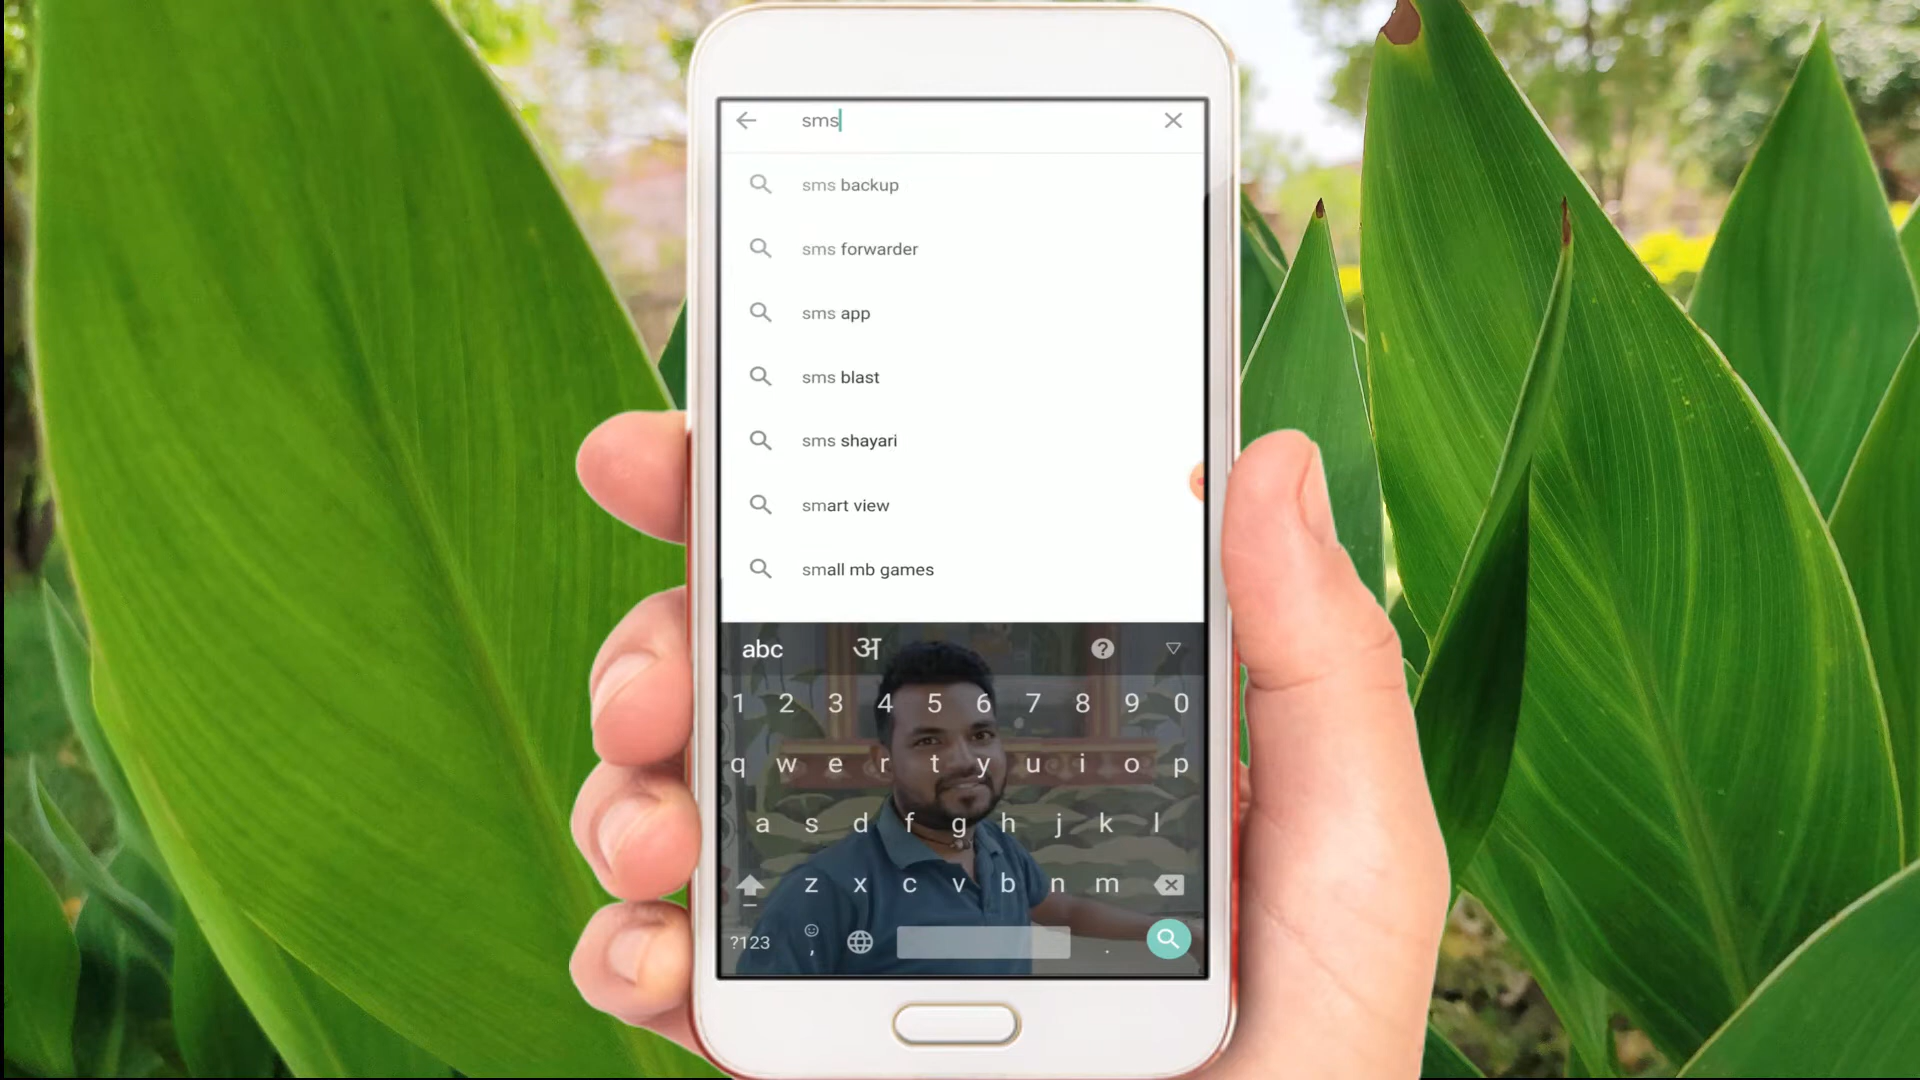 sms
sms backup
sms forwarder
sms app
sms blast
sms shayari
smart view
small mb games
abc अ ?
1 2 3 4 5 6 7 8 9 0
q w e r t y u i o p
a s d f g h j k l
z x c v b n m
?123 , .